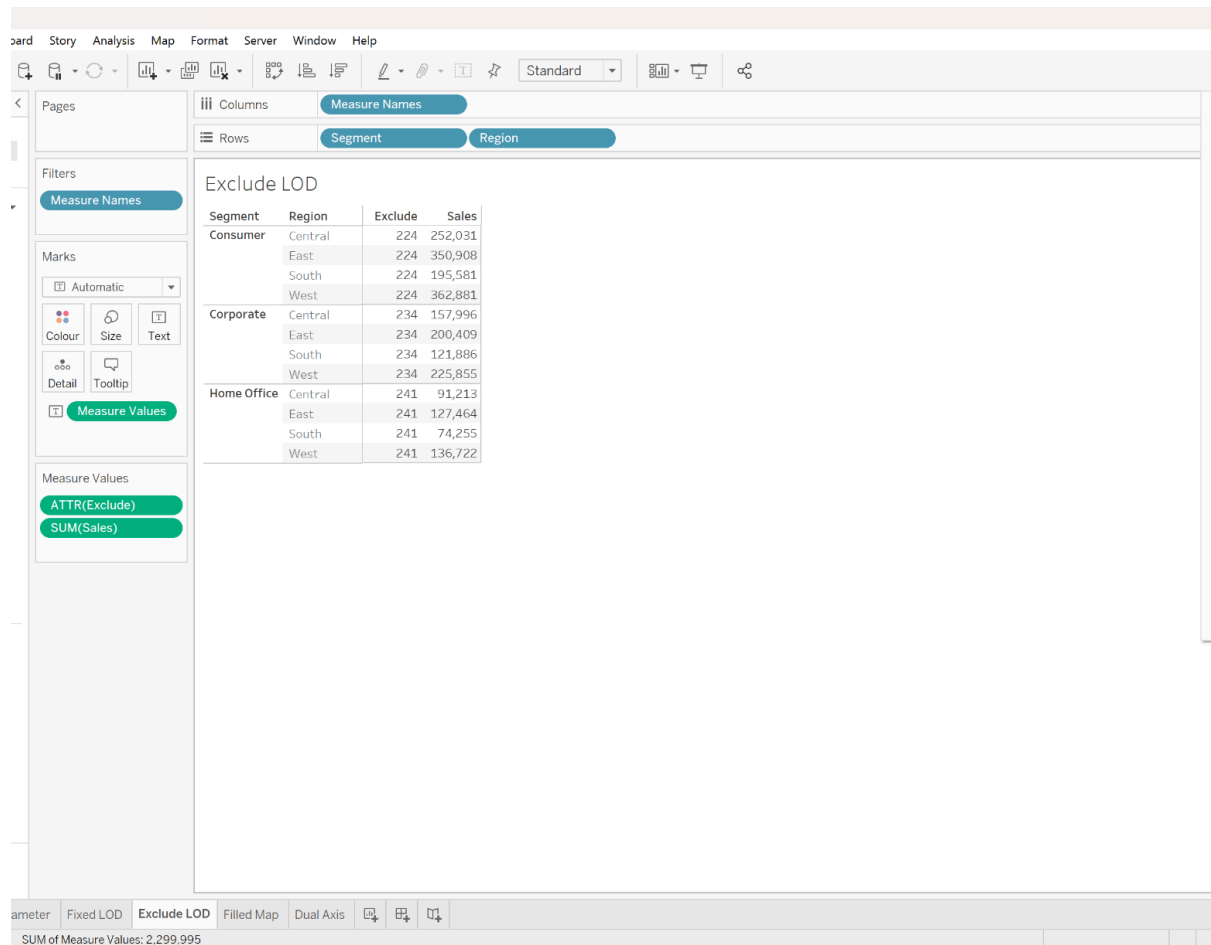 oard Story Analysis Map Format Server Window Help
Standard
Pages
Columns Measure Names
Rows Segment Region
Filters
Measure Names
Marks
Automatic
Colour Size Text
Detail Tooltip
Measure Values
Measure Values
ATTR(Exclude)
SUM(Sales)
Exclude LOD
Segment Region Exclude Sales
Consumer Central 224 252,031
East 224 350,908
South 224 195,581
West 224 362,881
Corporate Central 234 157,996
East 234 200,409
South 234 121,886
West 234 225,855
Home Office Central 241 91,213
East 241 127,464
South 241 74,255
West 241 136,722
ameter Fixed LOD Exclude LOD Filled Map Dual Axis
SUM of Measure Values: 2,299,995